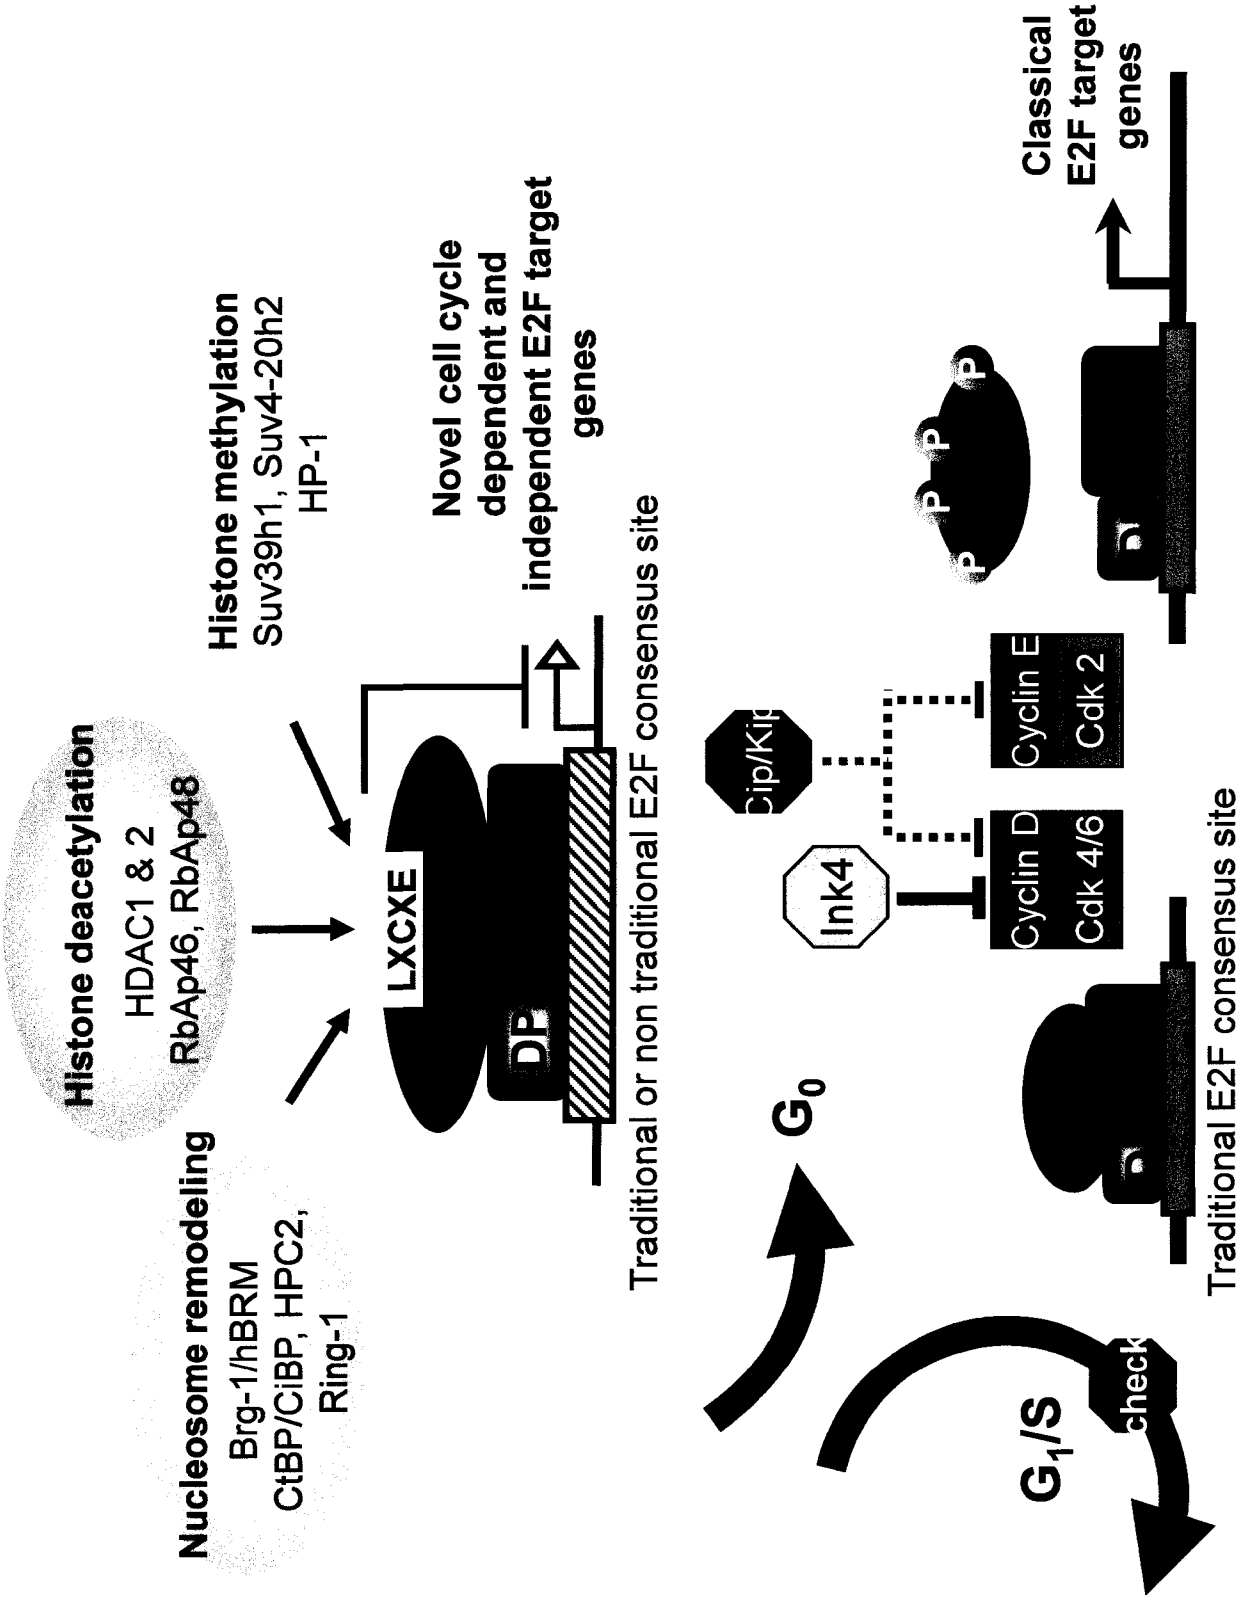 Histone deacetylation
HDAC1 & 2
RbAp46, RbAp48
Nucleosome remodeling
Brg-1/hBRM
CtBP/CiBP, HPC2,
Ring-1
Histone methylation
Suv39h1, Suv4-20h2
HP-1
LXCXE
DP
Novel cell cycle
dependent and
independent E2F target
genes
Traditional or non traditional E2F consensus site
G0
G1/S
check
Cip/Kip
Ink4
Cyclin D
Cdk 4/6
Cyclin E
Cdk 2
P
P
P
P
Classical
E2F target
genes
Traditional E2F consensus site